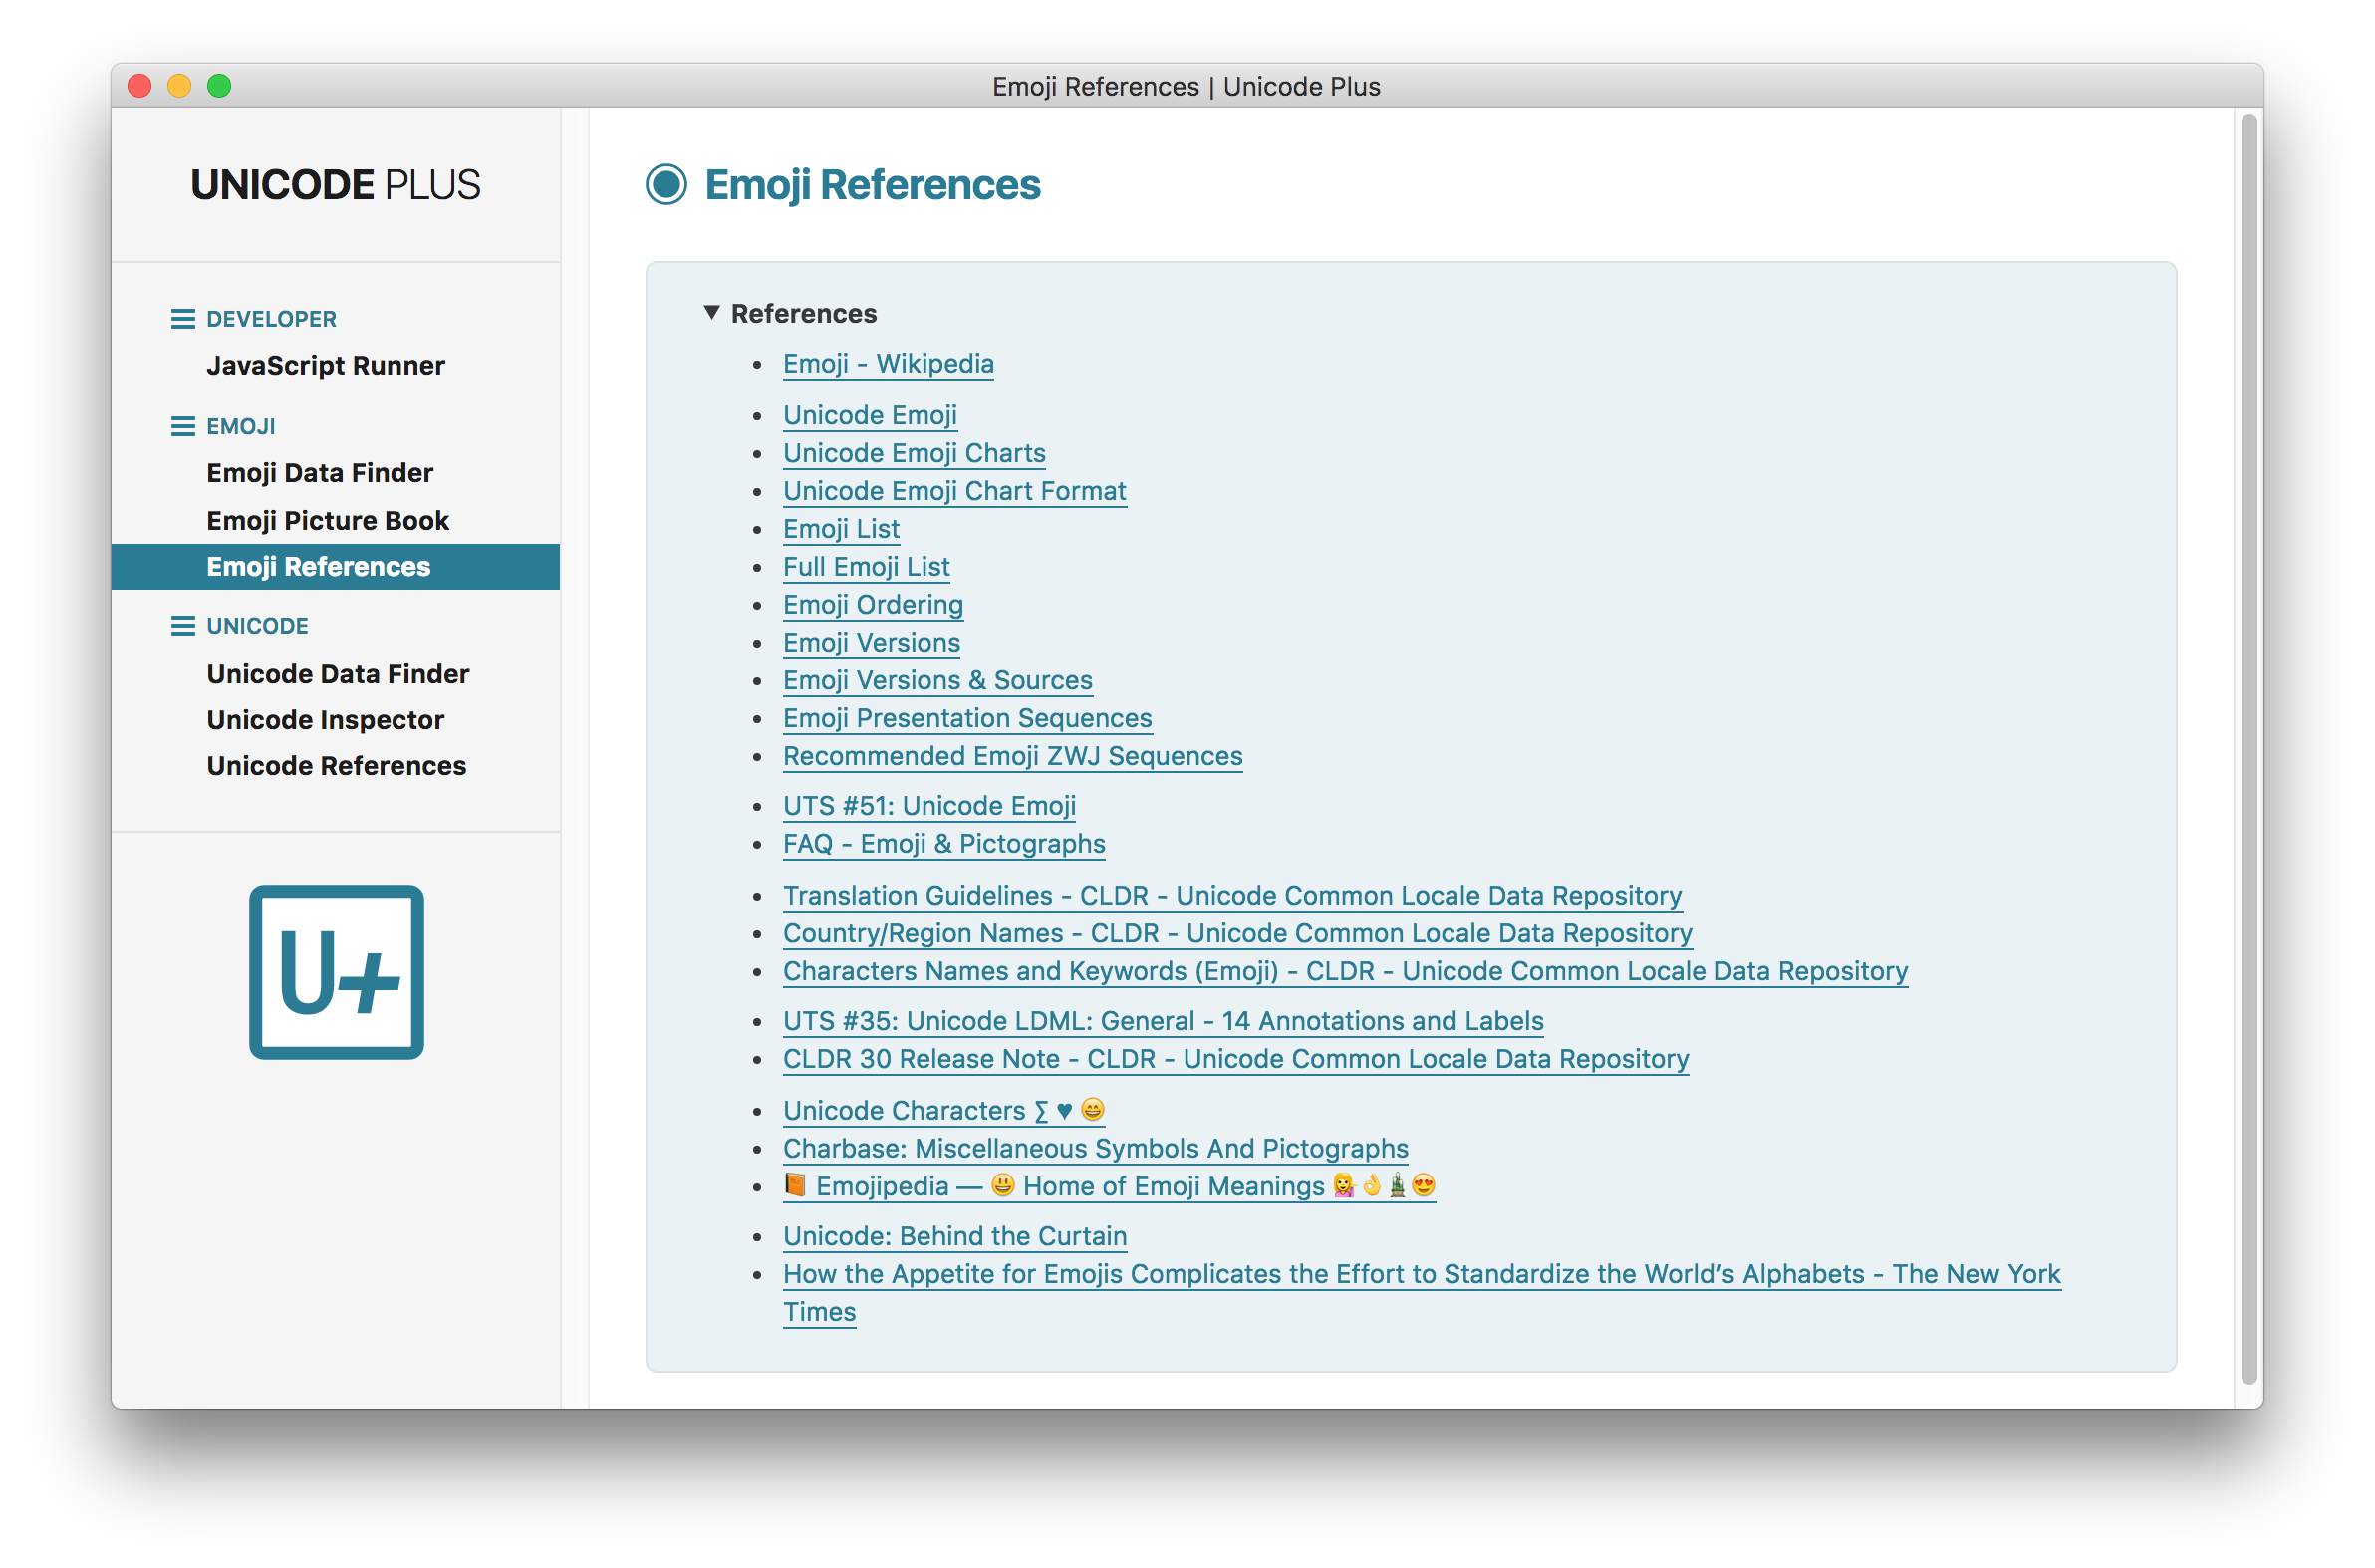 Emoji References | Unicode Plus
UNICODE PLUS
DEVELOPER
JavaScript Runner
EMOJI
Emoji Data Finder
Emoji Picture Book
Emoji References
UNICODE
Unicode Data Finder
Unicode Inspector
Unicode References
U+
Emoji References
▼ References
• Emoji - Wikipedia
• Unicode Emoji
• Unicode Emoji Charts
• Unicode Emoji Chart Format
• Emoji List
• Full Emoji List
• Emoji Ordering
• Emoji Versions
• Emoji Versions & Sources
• Emoji Presentation Sequences
• Recommended Emoji ZWJ Sequences
• UTS #51: Unicode Emoji
• FAQ - Emoji & Pictographs
• Translation Guidelines - CLDR - Unicode Common Locale Data Repository
• Country/Region Names - CLDR - Unicode Common Locale Data Repository
• Characters Names and Keywords (Emoji) - CLDR - Unicode Common Locale Data Repository
• UTS #35: Unicode LDML: General - 14 Annotations and Labels
• CLDR 30 Release Note - CLDR - Unicode Common Locale Data Repository
• Unicode Characters ∑ ♥ 😄
• Charbase: Miscellaneous Symbols And Pictographs
• 📙 Emojipedia — 😃 Home of Emoji Meanings 💁👌🎍😍
• Unicode: Behind the Curtain
• How the Appetite for Emojis Complicates the Effort to Standardize the World’s Alphabets - The New York
Times